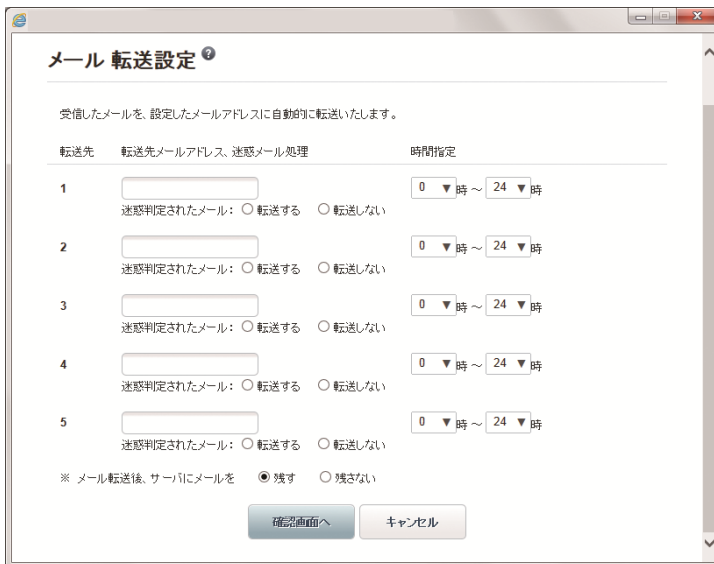 メール 転送設定 ?
受信したメールを、設定したメールアドレスに自動的に転送いたします。
転送先 転送先メールアドレス、迷惑メール処理 時間指定
1 0 ▼ 時 ～ 24 ▼ 時
迷惑判定されたメール： 転送する 転送しない
2 0 ▼ 時 ～ 24 ▼ 時
迷惑判定されたメール： 転送する 転送しない
3 0 ▼ 時 ～ 24 ▼ 時
迷惑判定されたメール： 転送する 転送しない
4 0 ▼ 時 ～ 24 ▼ 時
迷惑判定されたメール： 転送する 転送しない
5 0 ▼ 時 ～ 24 ▼ 時
迷惑判定されたメール： 転送する 転送しない
※ メール転送後、サーバにメールを 残す 残さない
確認画面へ キャンセル